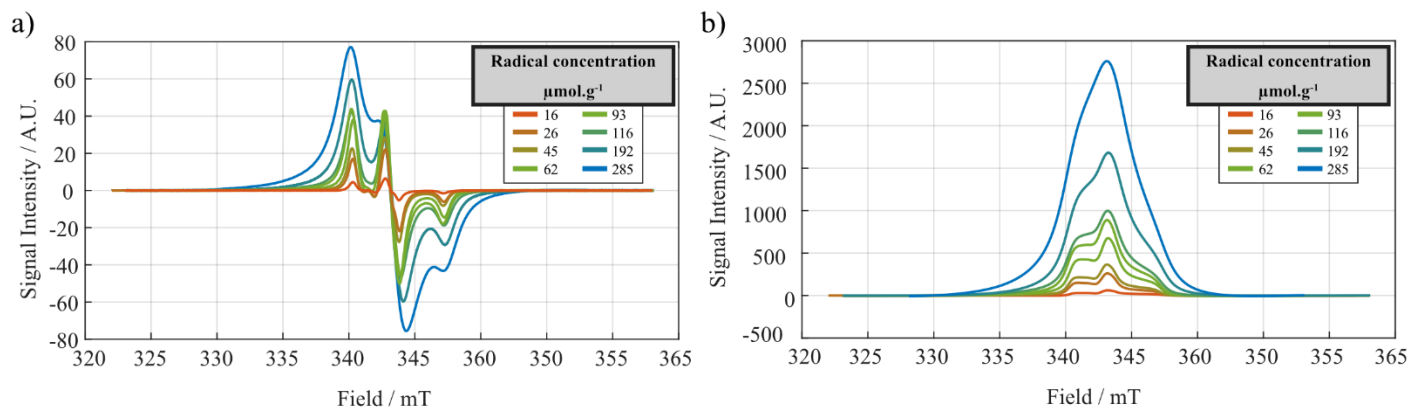 a)
Signal Intensity / A.U.
80
60
40
20
0
-20
-40
-60
-80
Radical concentration
µmol.g⁻¹
16 93
26 116
45 192
62 285
320 325 330 335 340 345 360 350 355 365
Field / mT
b)
Signal Intensity / A.U.
3000
2500
2000
1500
1000
500
0
-500
Radical concentration
µmol.g⁻¹
16 93
26 116
45 192
62 285
320 325 330 335 340 345 360 350 355 365
Field / mT